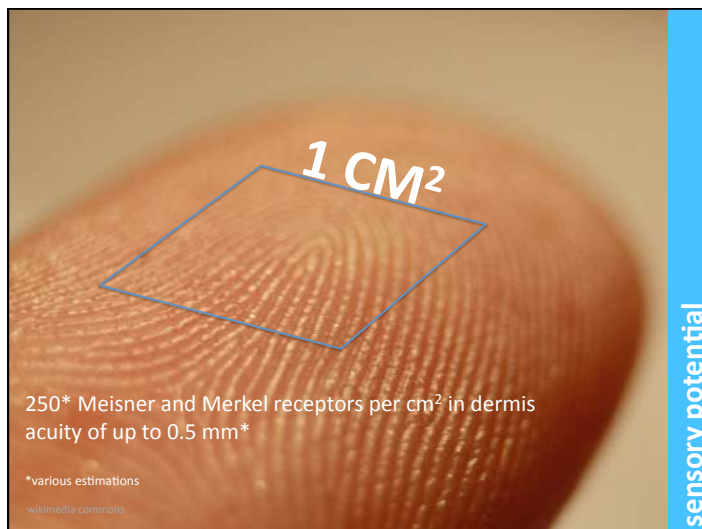 1 CM²
250* Meisner and Merkel receptors per cm² in dermis
acuity of up to 0.5 mm*
*various estimations
wikimedia commons
sensory potential